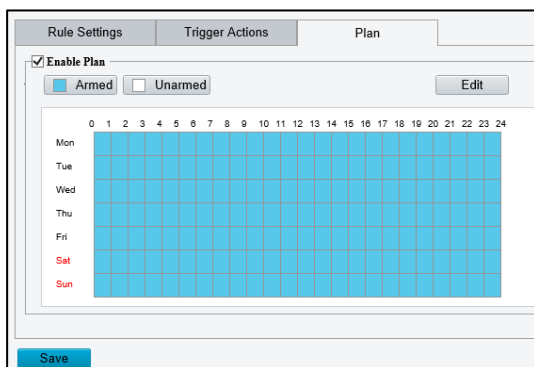 Rule Settings Trigger Actions Plan
Enable Plan
Armed Unarmed Edit
0 1 2 3 4 5 6 7 8 9 10 11 12 13 14 15 16 17 18 19 20 21 22 23 24
Mon
Tue
Wed
Thu
Fri
Sat
Sun
Save